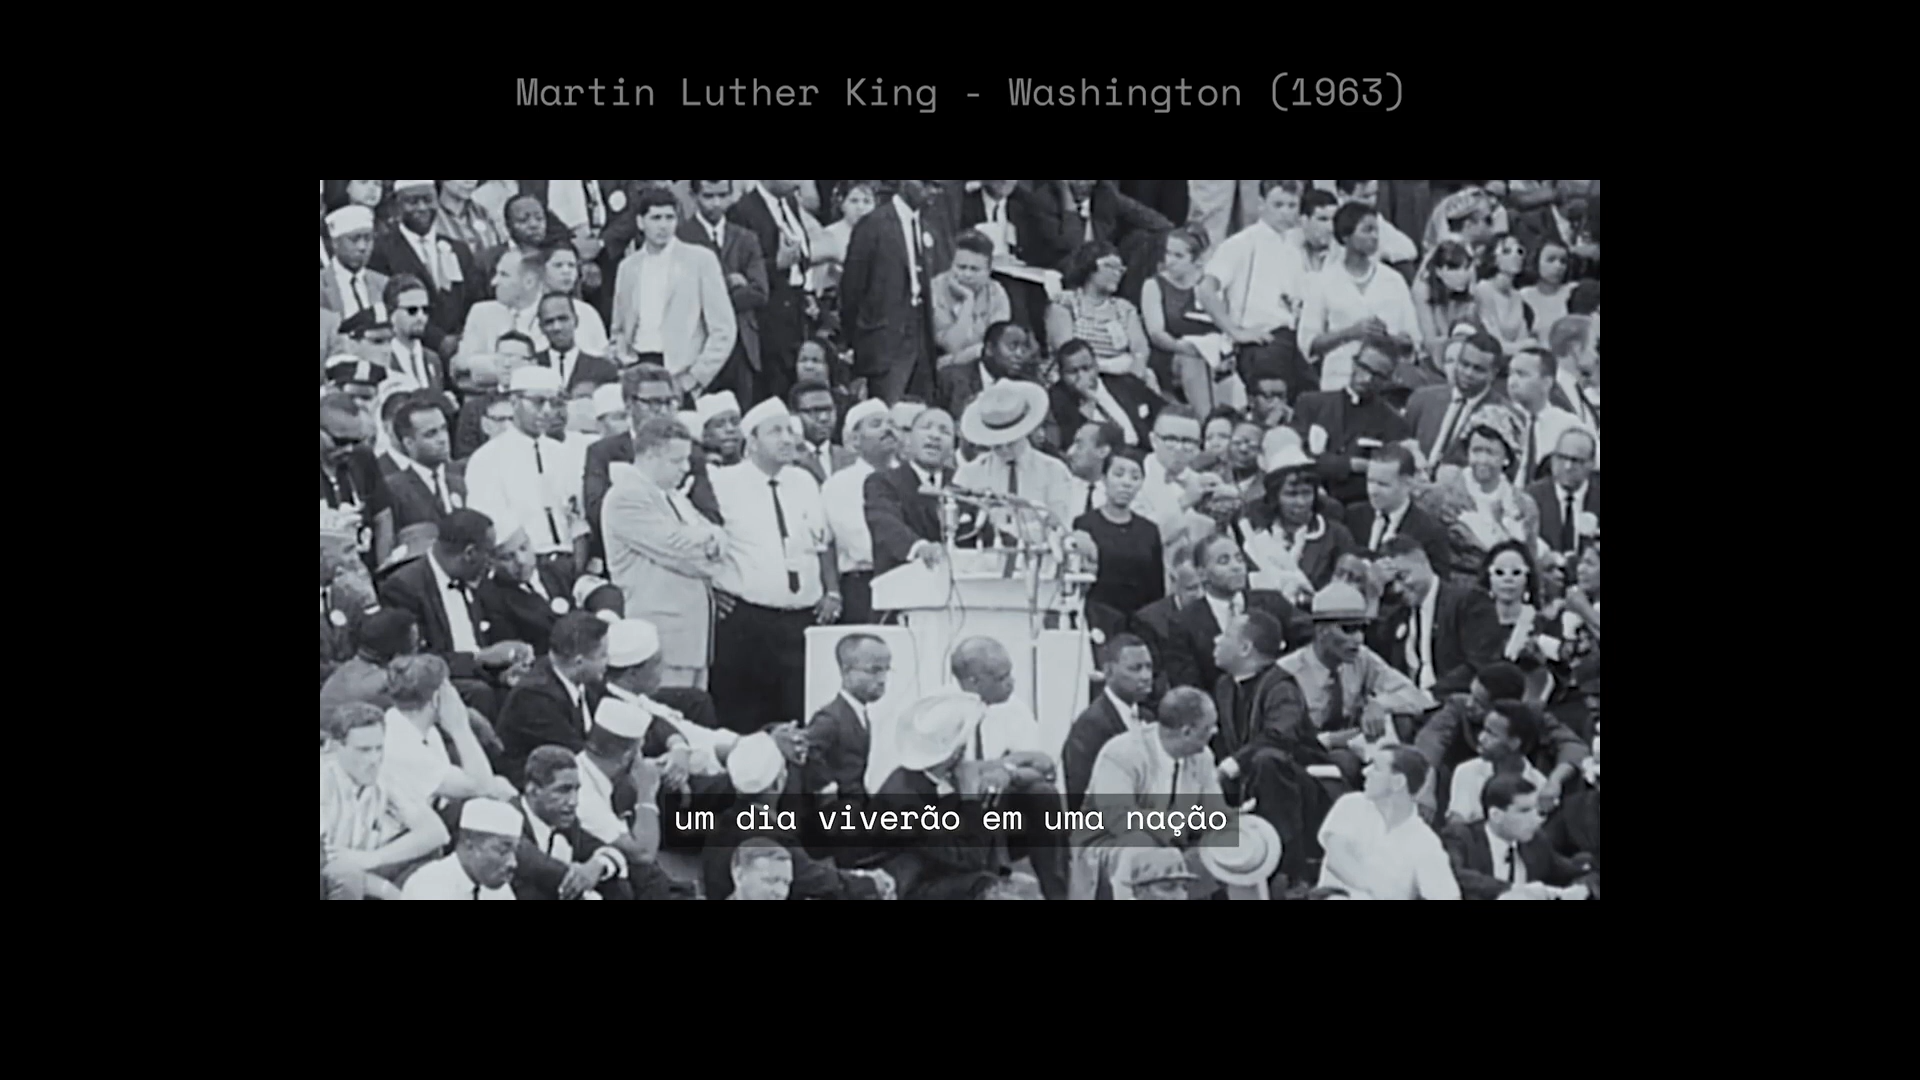 Martin Luther King - Washington (1963)
um dia viverão em uma nação